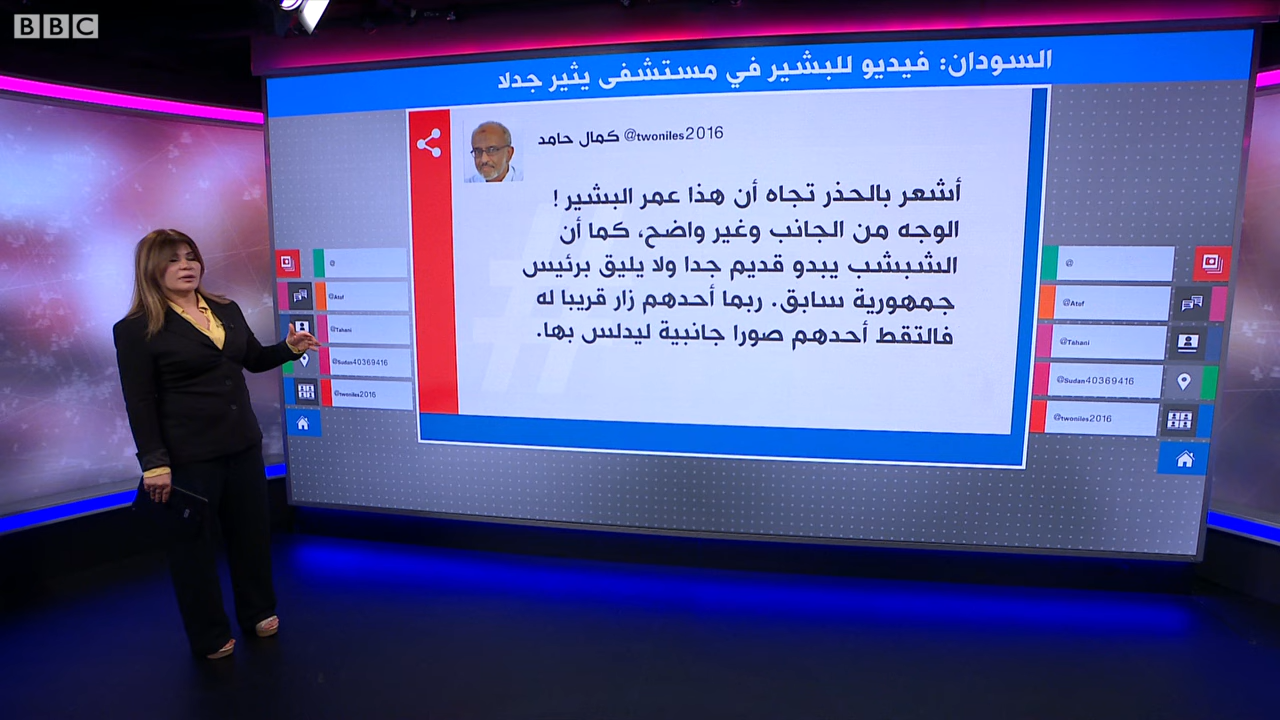 BBC
السودان: فيديو للبشير في مستشفى يثير جدلا
كمال حامد @twoniles2016
أشعر بالحذر تجاه أن هذا عمر البشير !
الوجه من الجانب وغير واضح، كما أن
الشبشب يبدو قديم جدا ولا يليق برئيس
جمهورية سابق. ربما أحدهم زار قريبا له
فالتقط أحدهم صورا جانبية ليدلس بها.
@
@Atof
@Tahani
@Sudan40369416
@twoniles2016
@
@Atof
@Tahani
@Sudan40369416
@twoniles2016